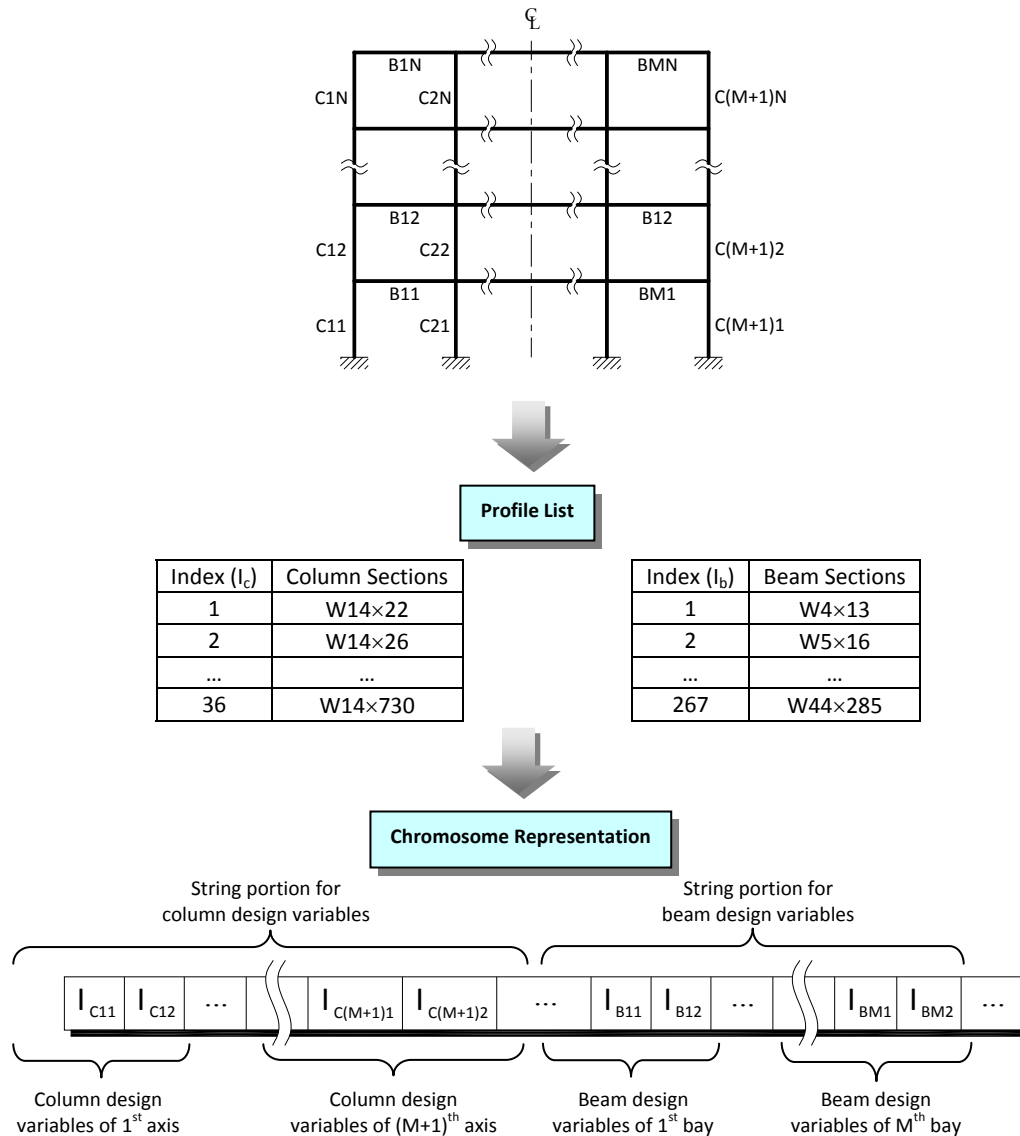 ℄
B1N BMN
C1N C2N C(M+1)N
B12 B12
C12 C22 C(M+1)2
B11 BM1
C11 C21 C(M+1)1
Profile List
Index (Ic) Column Sections
1 W14×22
2 W14×26
... ...
36 W14×730
Index (Ib) Beam Sections
1 W4×13
2 W5×16
... ...
267 W44×285
Chromosome Representation
String portion for
column design variables
String portion for
beam design variables
IC11 IC12 ... IC(M+1)1 IC(M+1)2 ... IB11 IB12 ... IBM1 IBM2 ...
Column design
variables of 1st axis
Column design
variables of (M+1)th axis
Beam design
variables of 1st bay
Beam design
variables of Mth bay